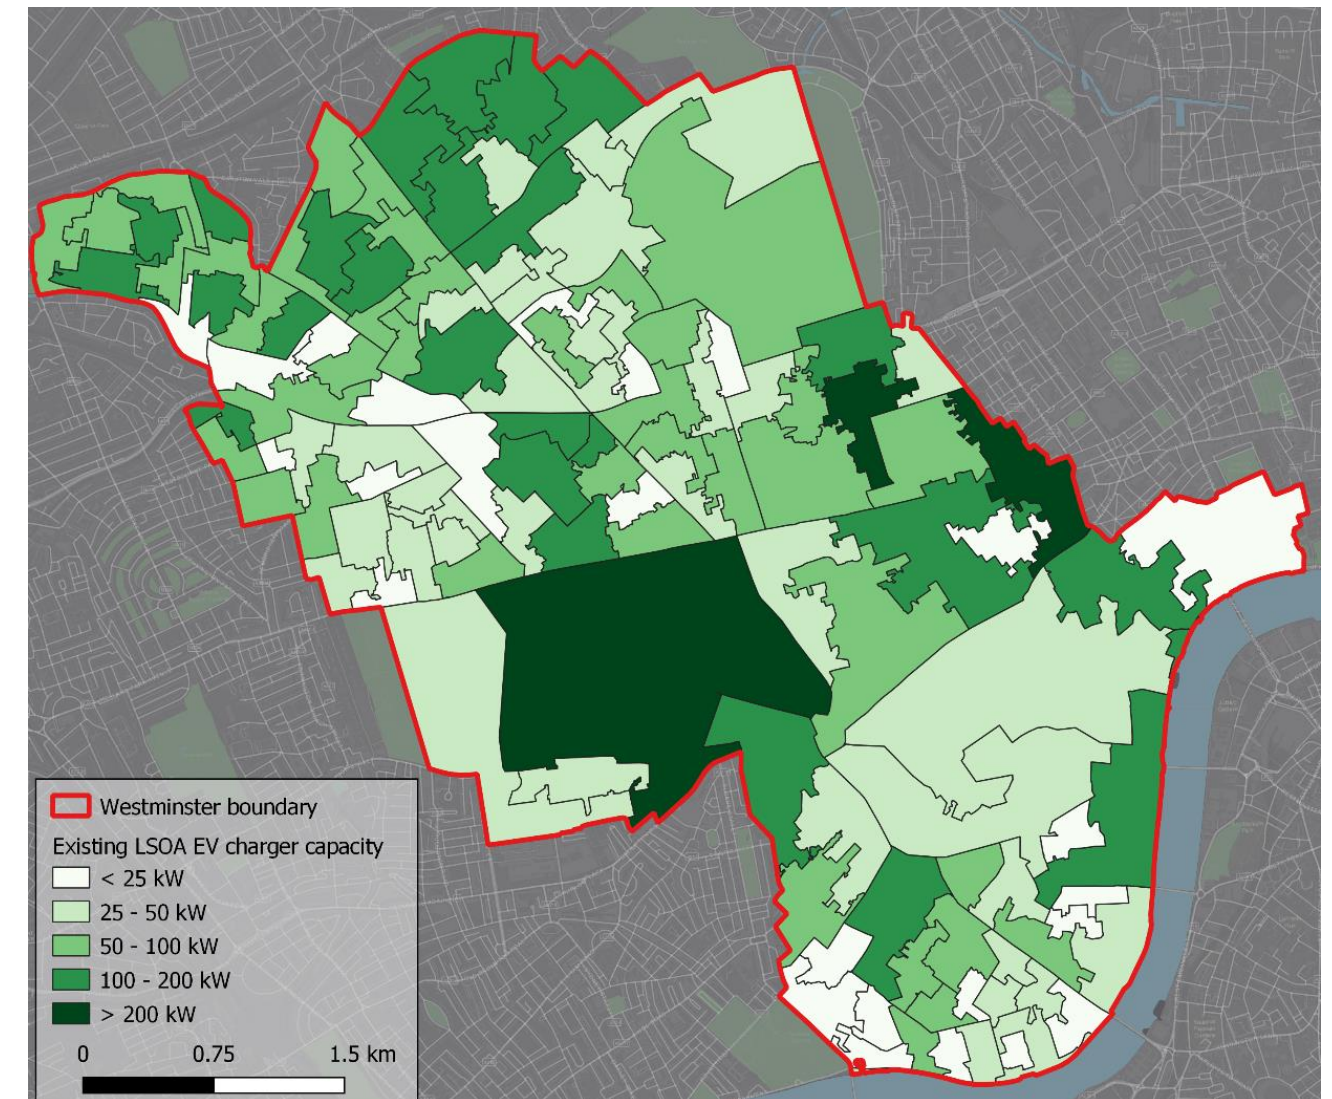 Westminster boundary
Existing LSOA EV charger capacity
< 25 kW
25 - 50 kW
50 - 100 kW
100 - 200 kW
> 200 kW
0 0.75 1.5 km